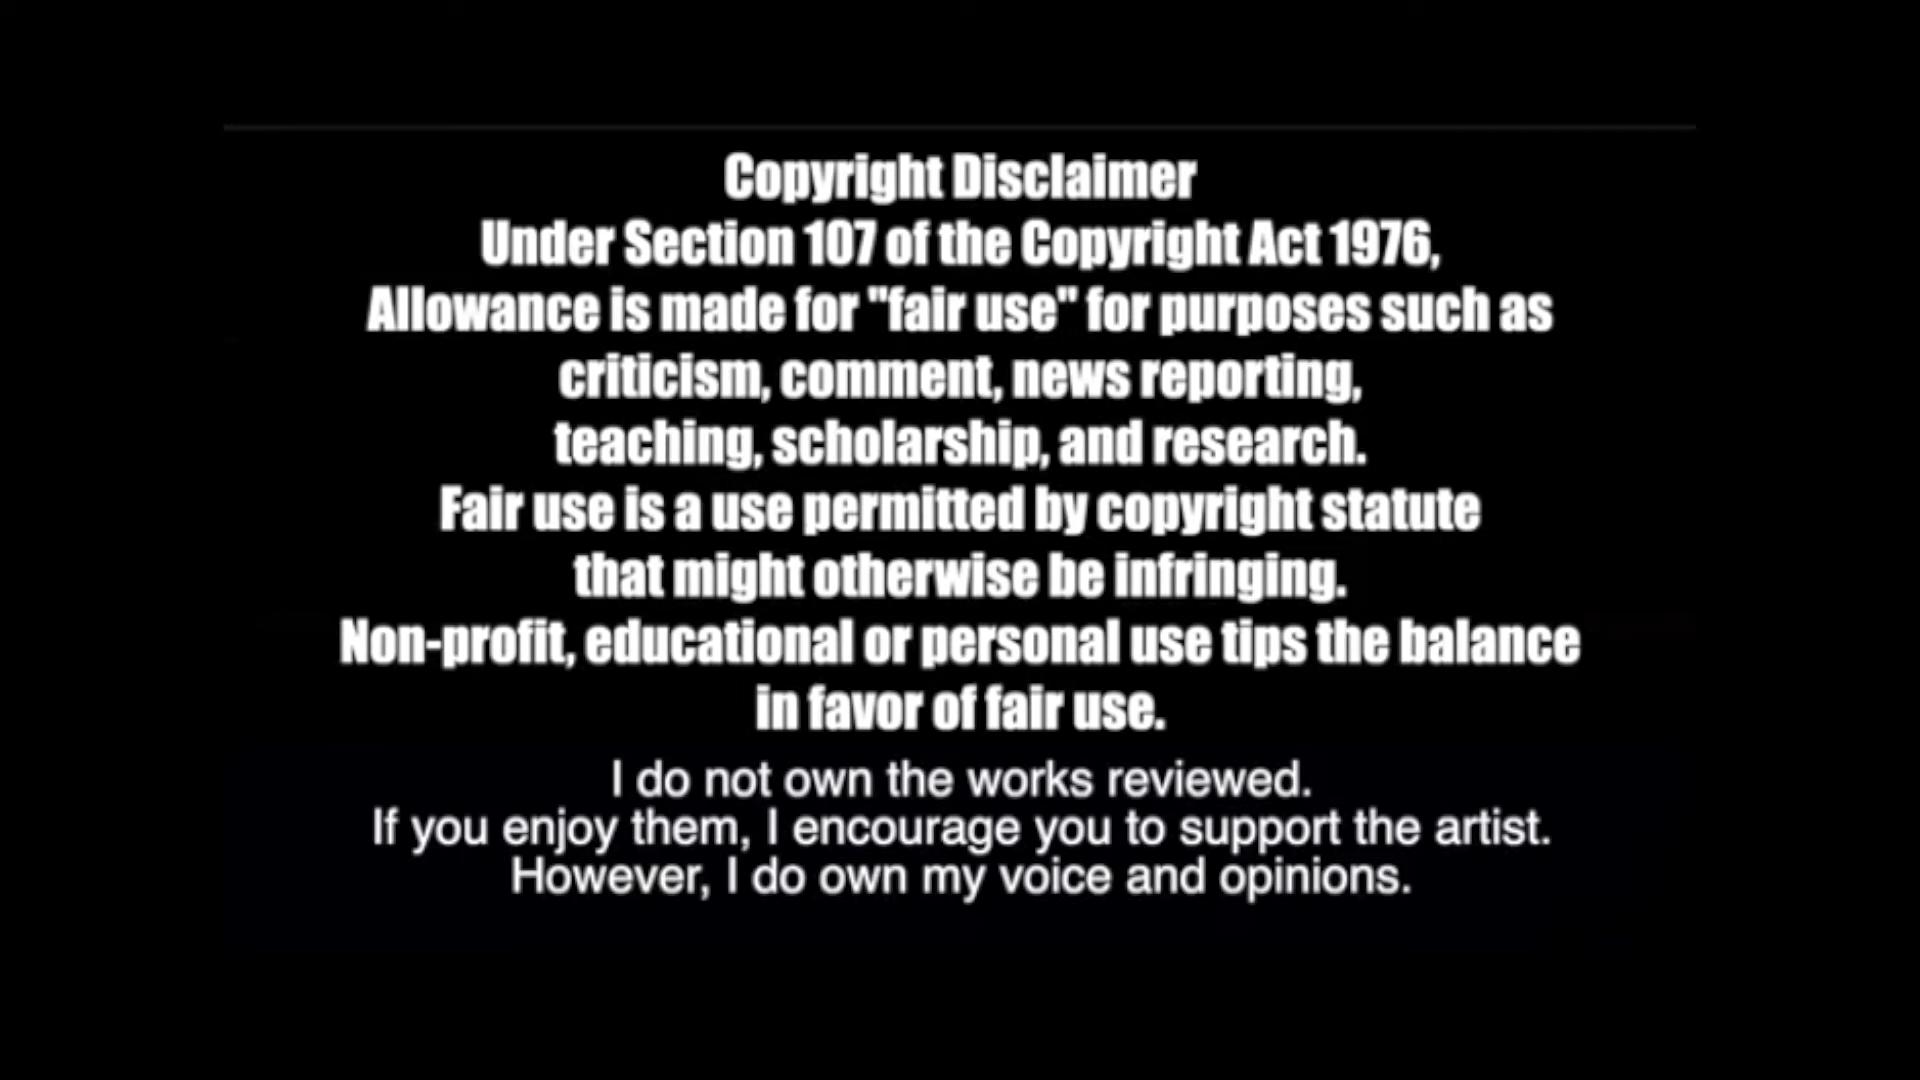 Copyright Disclaimer
Under Section 107 of the Copyright Act 1976,
Allowance is made for "fair use" for purposes such as
criticism, comment, news reporting,
teaching, scholarship, and research.
Fair use is a use permitted by copyright statute
that might otherwise be infringing.
Non-profit, educational or personal use tips the balance
in favor of fair use.
I do not own the works reviewed.
If you enjoy them, I encourage you to support the artist.
However, I do own my voice and opinions.